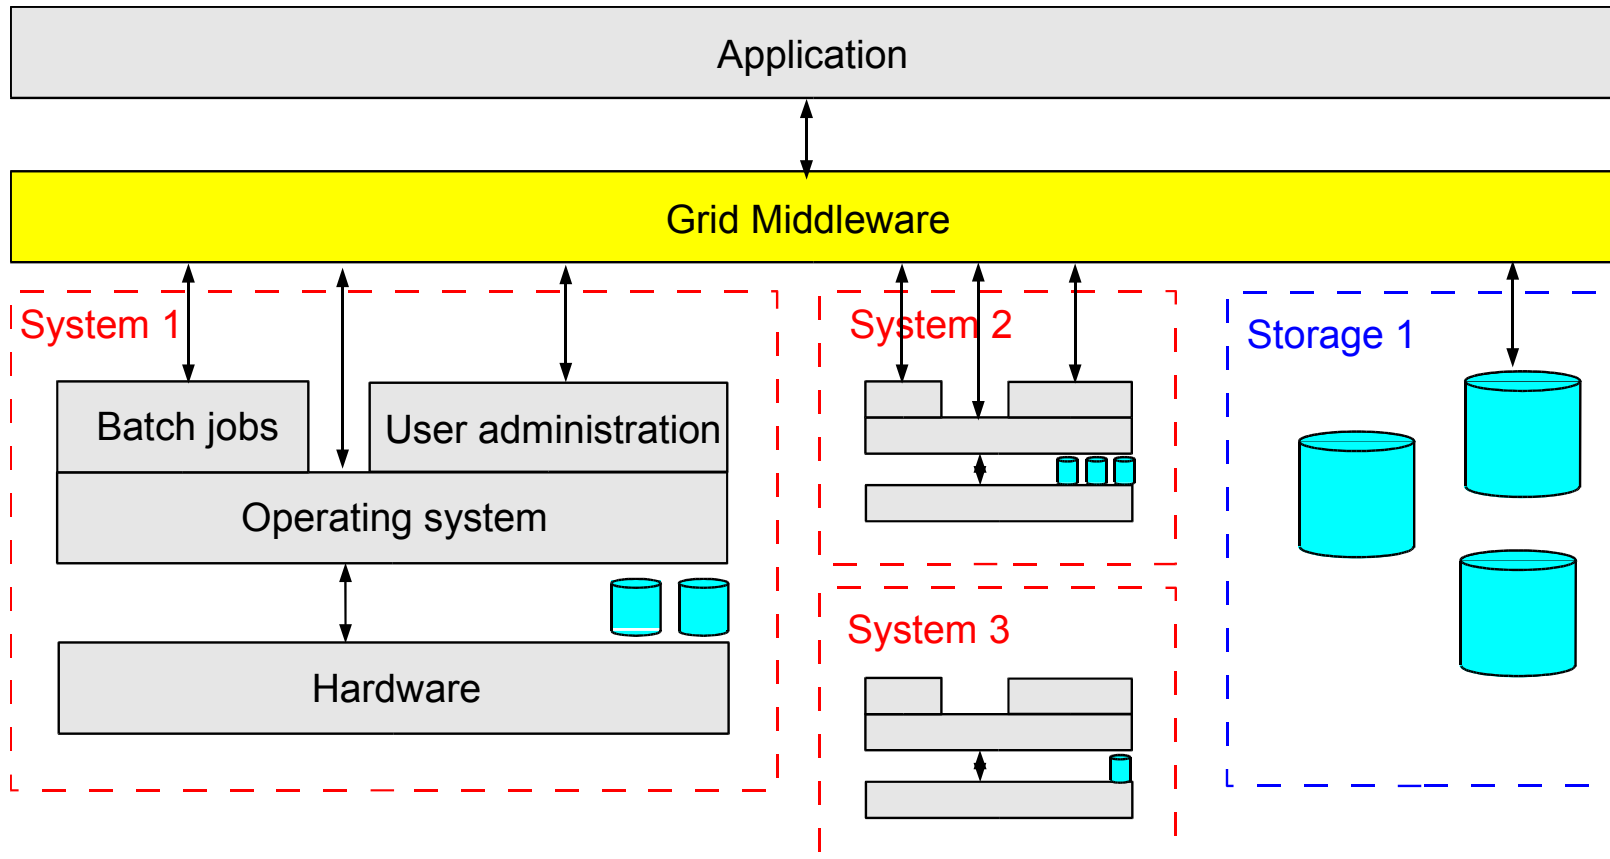 Application
Grid Middleware
System 1
System 2
Storage 1
Batch jobs
User administration
Operating system
System 3
Hardware